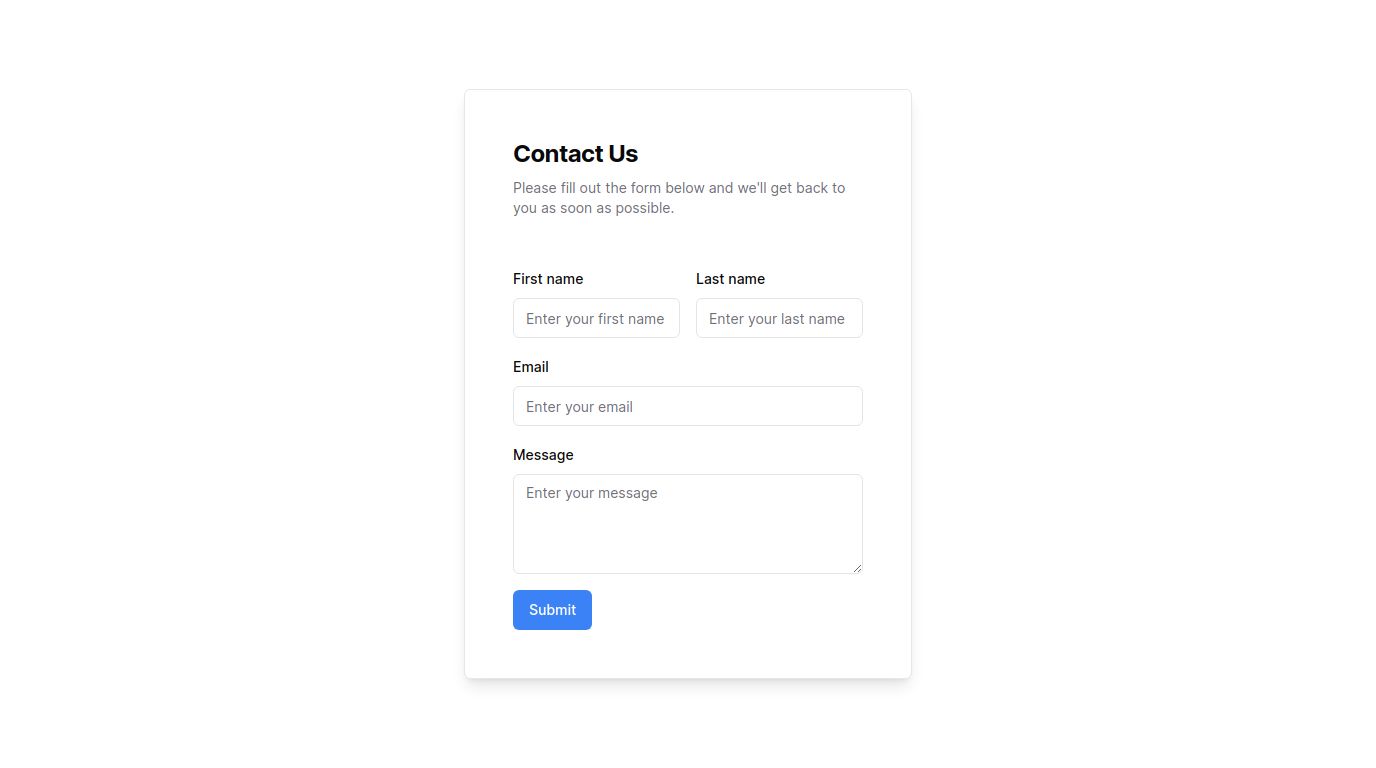 Contact Us
Please fill out the form below and we'll get back to
you as soon as possible.
First name
Last name
Enter your first name
Enter your last name
Email
Enter your email
Message
Enter your message
Submit